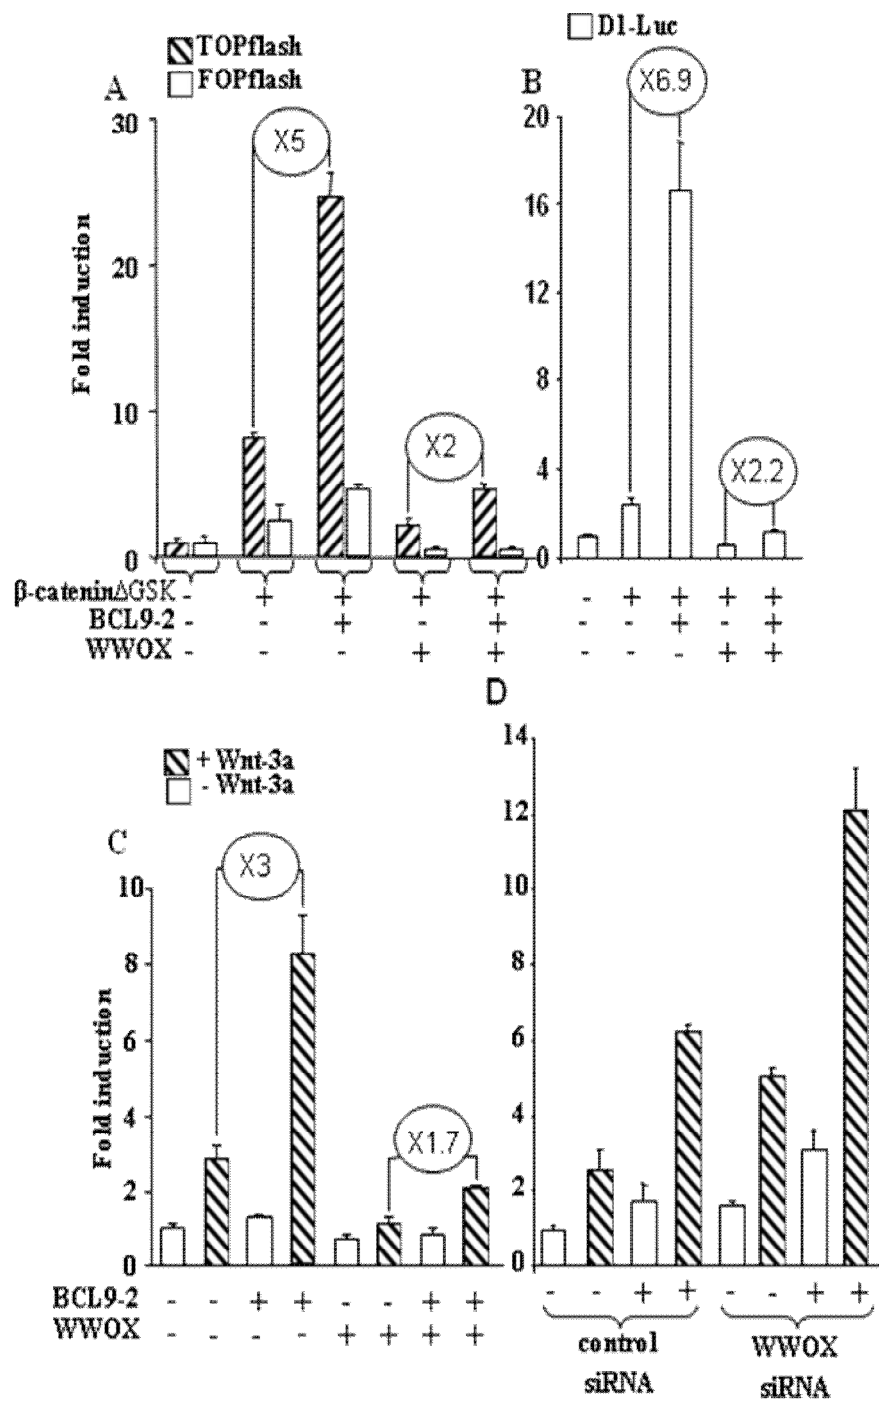 D1-Luc
TOPflash
FOPflash
A
B
X5
X6.9
30
20
10
0
Fold induction
20
16
12
8
4
0
X2
X2.2
β-cateninΔGSK - + + + + - + + + +
BCL9-2 - - + - + - - + - +
WWOX - - - + + - - - + +
D
+ Wnt-3a
- Wnt-3a
C
X3
10
8
6
4
2
0
Fold induction
X1.7
14
12
10
8
6
4
2
0
BCL9-2 - - + + - - + + - - + + - - + +
WWOX - - - - + + + +
control
siRNA
WWOX
siRNA